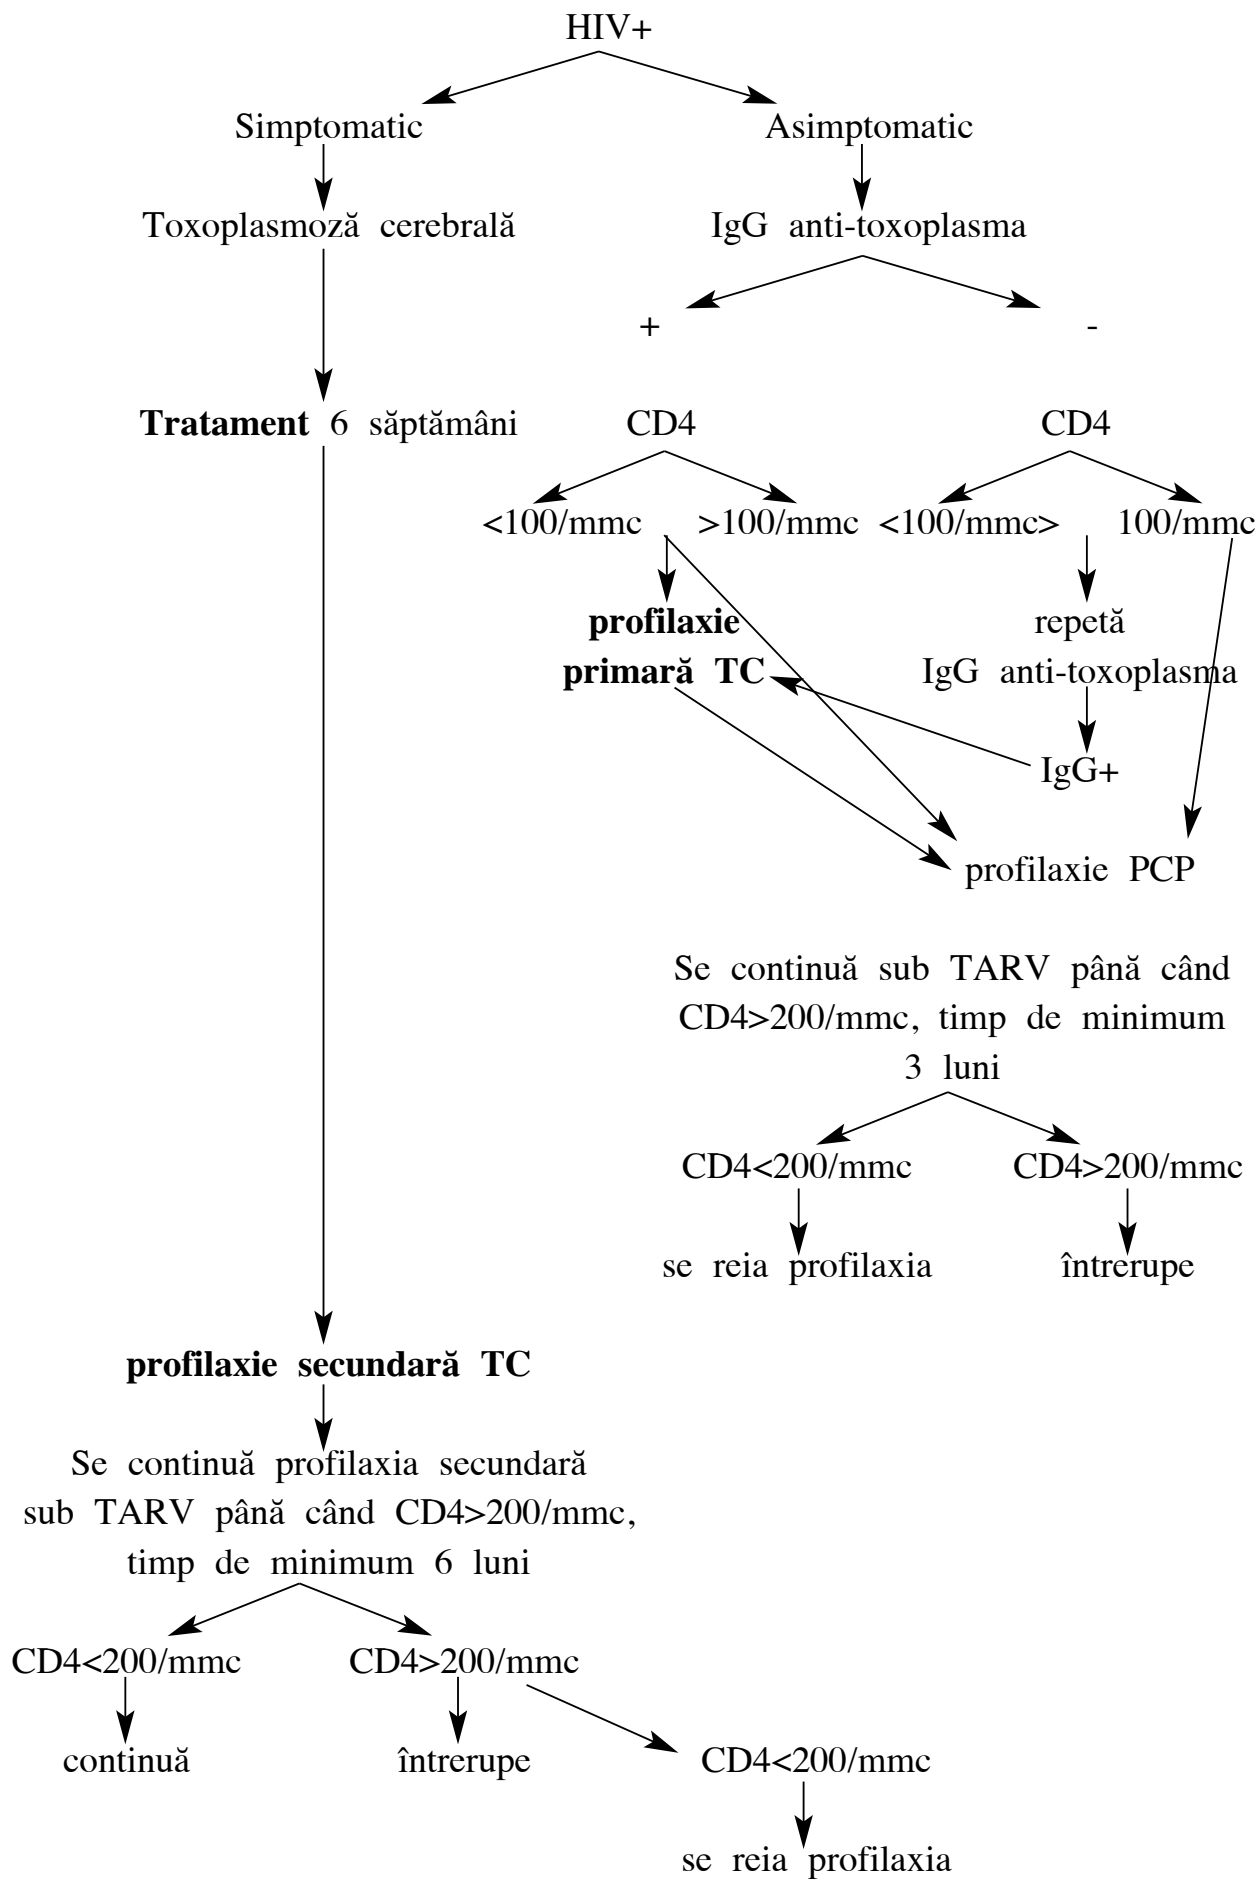 HIV+
Simptomatic Asimptomatic
Toxoplasmoză cerebrală IgG anti-toxoplasma
+ -
Tratament 6 săptămâni CD4 CD4
<100/mmc >100/mmc <100/mmc> 100/mmc
profilaxie repetă
primară TC IgG anti-toxoplasma
IgG+
profilaxie PCP
Se continuă sub TARV până când
CD4>200/mmc, timp de minimum
3 luni
CD4<200/mmc CD4>200/mmc
se reia profilaxia întrerupe
profilaxie secundară TC
Se continuă profilaxia secundară
sub TARV până când CD4>200/mmc,
timp de minimum 6 luni
CD4<200/mmc CD4>200/mmc
continuă întrerupe CD4<200/mmc
se reia profilaxia